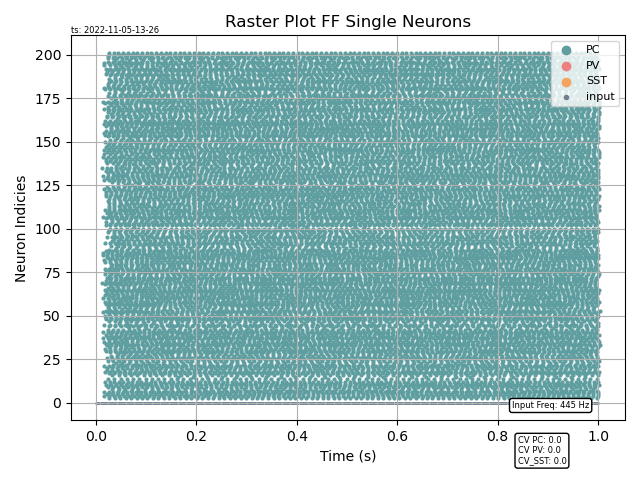 Raster Plot FF Single Neurons
ts: 2022-11-05-13-26
PC
PV
SST
input
Neuron Indicies
200
175
150
125
100
75
50
25
0
Input Freq: 445 Hz
0.0
0.2
0.4
0.6
0.8
1.0
Time (s)
CV PC: 0.0
CV PV: 0.0
CV_SST: 0.0